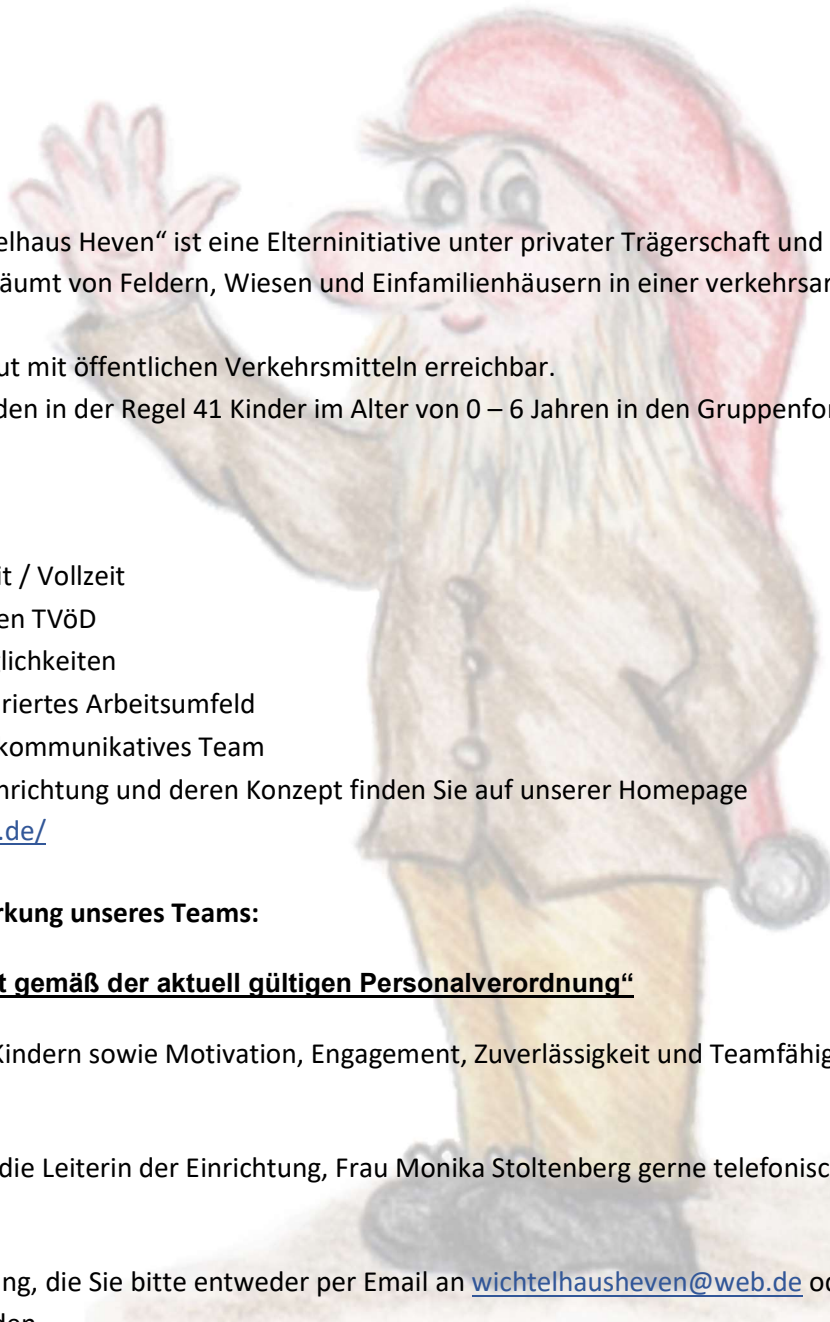 elhaus Heven“ ist eine Elterninitiative unter privater Trägerschaft und
äumt von Feldern, Wiesen und Einfamilienhäusern in einer verkehrsar
ut mit öffentlichen Verkehrsmitteln erreichbar.
den in der Regel 41 Kinder im Alter von 0 – 6 Jahren in den Gruppenfor
it / Vollzeit
en TVöD
lichkeiten
riertes Arbeitsumfeld
kommunikatives Team
nrichtung und deren Konzept finden Sie auf unserer Homepage
.de/
rkung unseres Teams:
t gemäß der aktuell gültigen Personalverordnung“
Kindern sowie Motivation, Engagement, Zuverlässigkeit und Teamfähig
die Leiterin der Einrichtung, Frau Monika Stoltenberg gerne telefonisc
ng, die Sie bitte entweder per Email an wichtelhausheven@web.de od